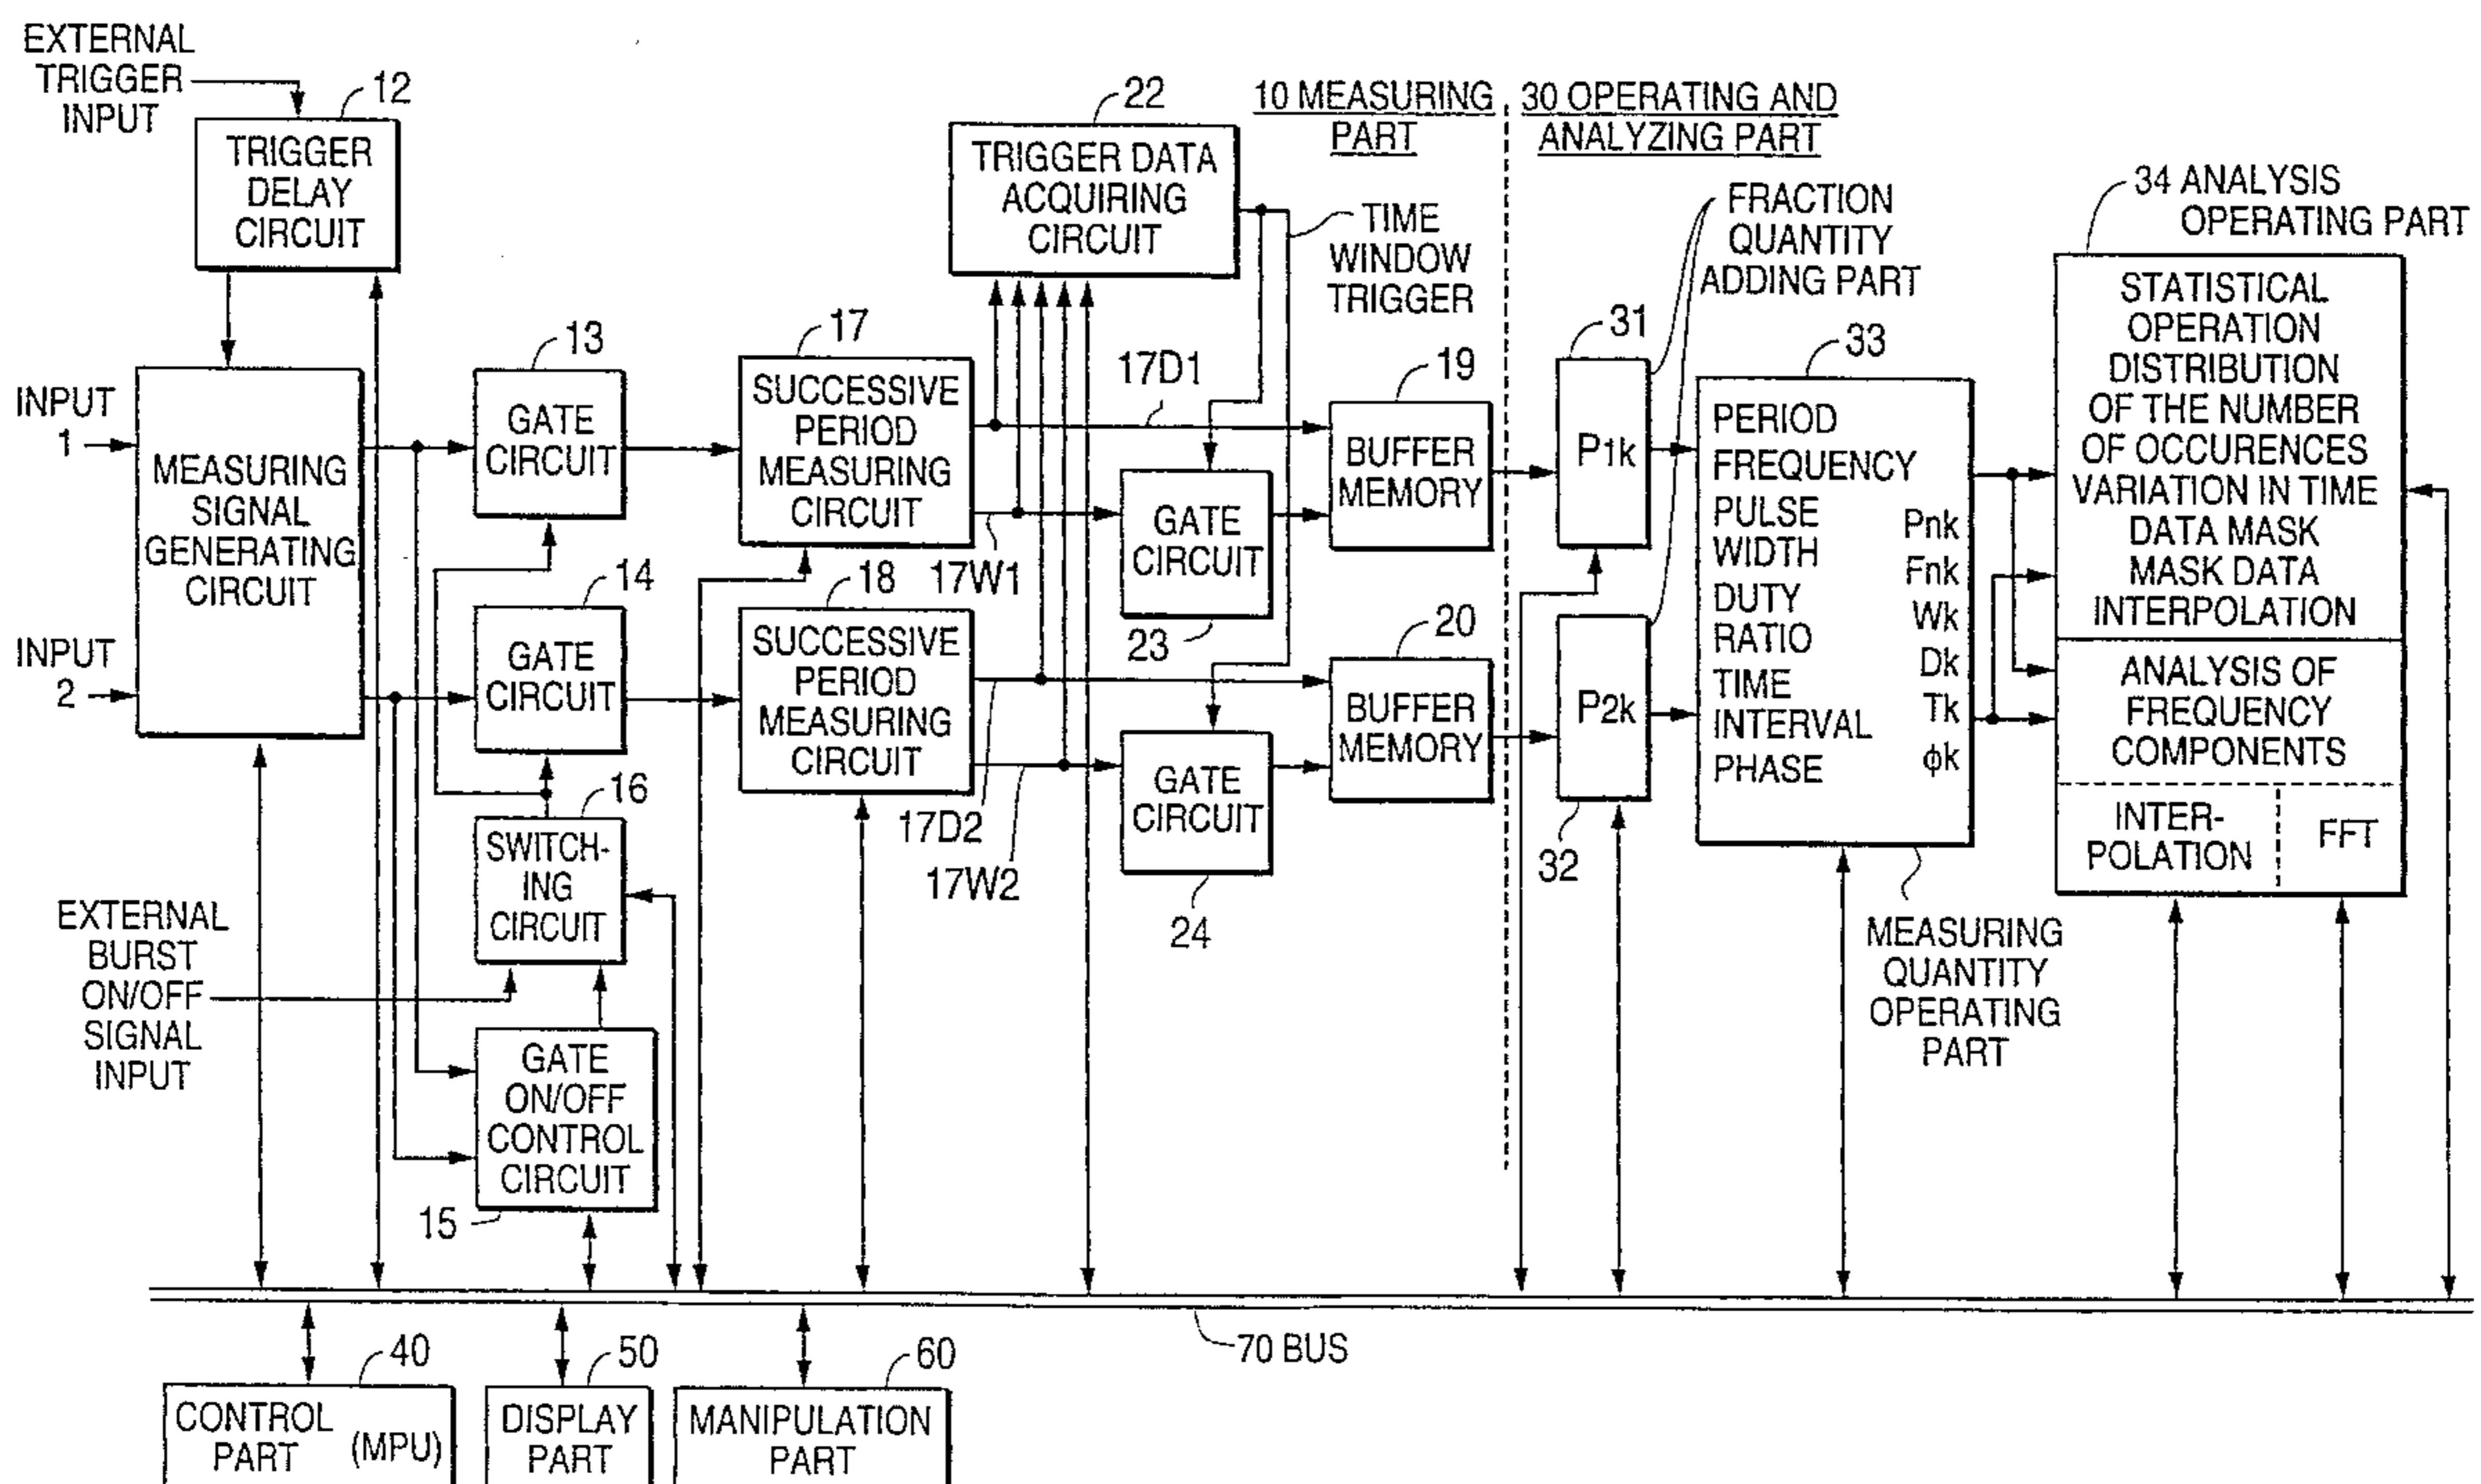 EXTERNAL
TRIGGER
INPUT
12
TRIGGER
DELAY
CIRCUIT
22
TRIGGER DATA
ACQUIRING
CIRCUIT
10 MEASURING
PART
30 OPERATING AND
ANALYZING PART
TIME
WINDOW
TRIGGER
FRACTION
QUANTITY
ADDING PART
34 ANALYSIS
OPERATING PART
INPUT
1
INPUT
2
MEASURING
SIGNAL
GENERATING
CIRCUIT
13
GATE
CIRCUIT
14
GATE
CIRCUIT
16
SWITCH-
ING
CIRCUIT
EXTERNAL
BURST
ON/OFF
SIGNAL
INPUT
GATE
ON/OFF
CONTROL
CIRCUIT
15
17
SUCCESSIVE
PERIOD
MEASURING
CIRCUIT
17D1
17W1
18
SUCCESSIVE
PERIOD
MEASURING
CIRCUIT
17D2
17W2
GATE
CIRCUIT
23
GATE
CIRCUIT
24
19
BUFFER
MEMORY
20
BUFFER
MEMORY
31
P1k
P2k
32
33
PERIOD
FREQUENCY
PULSE
WIDTH
DUTY
RATIO
TIME
INTERVAL
PHASE
Pnk
Fnk
Wk
Dk
Tk
ϕk
MEASURING
QUANTITY
OPERATING
PART
STATISTICAL
OPERATION
DISTRIBUTION
OF THE NUMBER
OF OCCURENCES
VARIATION IN TIME
DATA MASK
MASK DATA
INTERPOLATION
ANALYSIS OF
FREQUENCY
COMPONENTS
INTER-
POLATION
FFT
70 BUS
40
CONTROL
PART (MPU)
50
DISPLAY
PART
60
MANIPULATION
PART